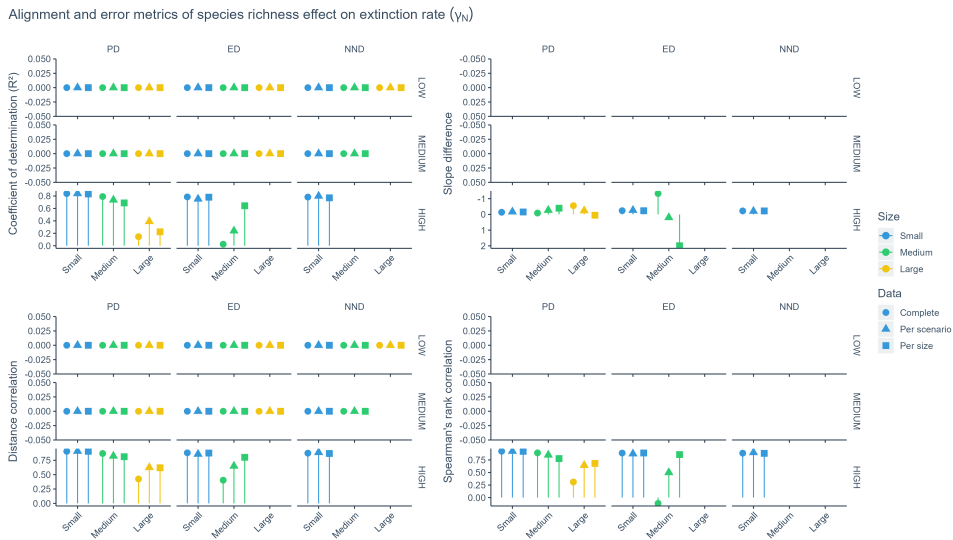 Alignment and error metrics of species richness effect on extinction rate (γN)
PD ED NND
Coefficient of determination (R²)
0.050
0.025
0.000
-0.025
-0.050
LOW
0.050
0.025
0.000
-0.025
-0.050
MEDIUM
0.8
0.6
0.4
0.2
0.0
HIGH
Small Medium Large Small Medium Large Small Medium Large
PD ED NND
Slope difference
-0.050
-0.025
0.000
0.025
0.050
LOW
-0.050
-0.025
0.000
0.025
0.050
MEDIUM
-1
0
1
2
HIGH
Small Medium Large Small Medium Large Small Medium Large
PD ED NND
Distance correlation
0.050
0.025
0.000
-0.025
-0.050
LOW
0.050
0.025
0.000
-0.025
-0.050
MEDIUM
0.75
0.50
0.25
0.00
HIGH
Small Medium Large Small Medium Large Small Medium Large
PD ED NND
Spearman's rank correlation
0.050
0.025
0.000
-0.025
-0.050
LOW
0.050
0.025
0.000
-0.025
-0.050
MEDIUM
0.75
0.50
0.25
0.00
HIGH
Small Medium Large Small Medium Large Small Medium Large
Size
Small
Medium
Large
Data
Complete
Per scenario
Per size